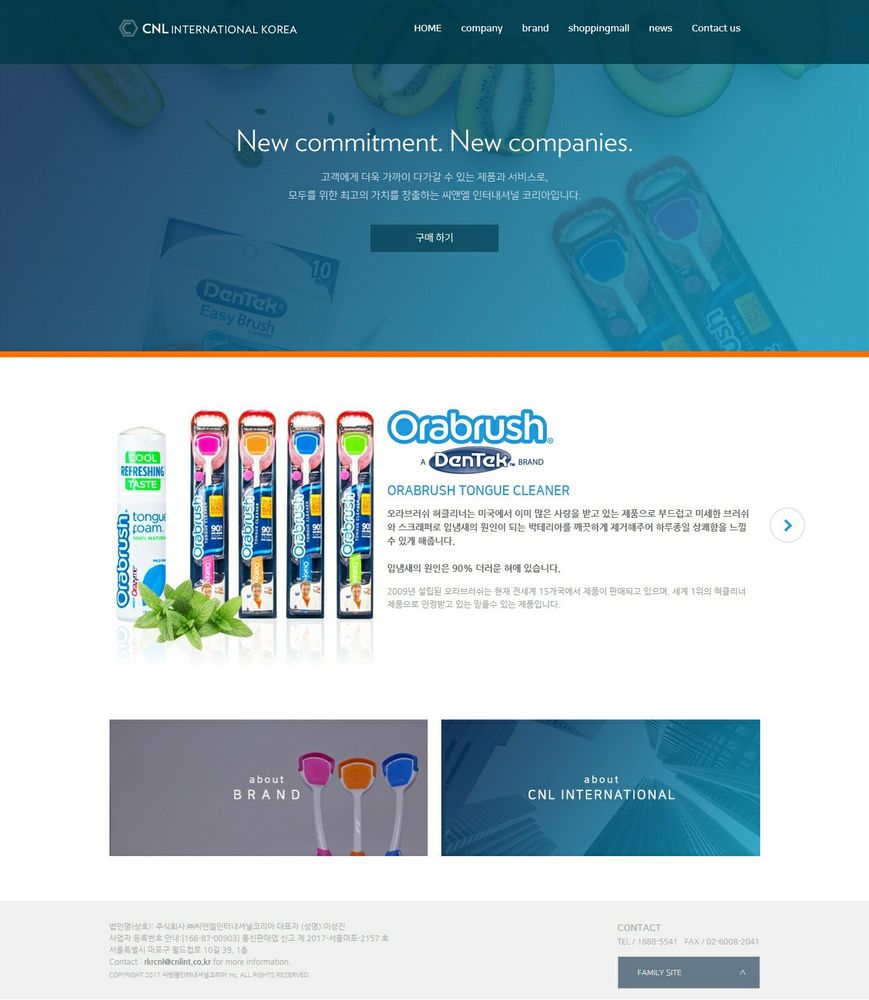 CNL INTERNATIONAL KOREA
HOME company brand shoppingmall news Contact us
New commitment. New companies.
고객에게 더욱 가까이 다가갈 수 있는 제품과 서비스로,
모두를 위한 최고의 가치를 창출하는 씨앤엘 인터내셔널 코리아입니다.
구매 하기
10
DenTek
Easy Brush
Orabrush®
A DenTek™ BRAND
COOL
REFRESHING
TASTE
Orabrush
tongue
foam.
ORABRUSH TONGUE CLEANER
오라브러쉬 혀클리너는 미국에서 이미 많은 사랑을 받고 있는 제품으로 부드럽고 미세한 브러쉬
와 스크래퍼로 입냄새의 원인이 되는 박테리아를 깨끗하게 제거해주어 하루종일 상쾌함을 느낄
수 있게 해줍니다.
입냄새의 원인은 90% 더러운 혀에 있습니다.
2009년 설립된 오라브러쉬는 현재 전세계 15개국에서 제품이 판매되고 있으며, 세계 1위의 혀클리너
제품으로 인정받고 있는 믿을수 있는 제품입니다.
about
BRAND
about
CNL INTERNATIONAL
법인명(상호): 주식회사 ㈜씨앤엘인터내셔널코리아 대표자 (성명):이성진
사업자 등록번호 안내:[166-87-00903] 통신판매업 신고 제 2017-서울마포-2157 호
서울특별시 마포구 월드컵로 10길 39, 1층
Contact : rkrcnl@cnlint.co.kr for more information.
COPYRIGHT 2017 씨앤엘인터내셔널코리아 Inc. ALL RIGHTS RESERVED.
CONTACT
TEL / 1688-5541 FAX / 02-6008-2041
FAMILY SITE